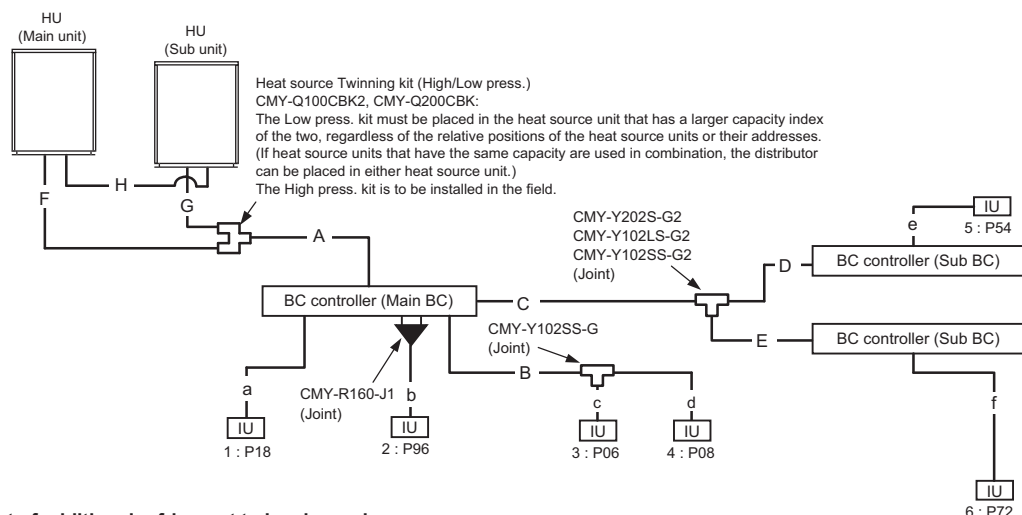 HU
(Main unit)
HU
(Sub unit)
Heat source Twinning kit (High/Low press.)
CMY-Q100CBK2, CMY-Q200CBK:
The Low press. kit must be placed in the heat source unit that has a larger capacity index
of the two, regardless of the relative positions of the heat source units or their addresses.
(If heat source units that have the same capacity are used in combination, the distributor
can be placed in either heat source unit.)
The High press. kit is to be installed in the field.
F
H
G
A
BC controller (Main BC)
C
CMY-Y202S-G2
CMY-Y102LS-G2
CMY-Y102SS-G2
(Joint)
D
e
IU
5 : P54
BC controller (Sub BC)
E
BC controller (Sub BC)
CMY-Y102SS-G
(Joint)
B
a
CMY-R160-J1
(Joint)
b
c
d
f
IU
1 : P18
IU
2 : P96
IU
3 : P06
IU
4 : P08
IU
6 : P72